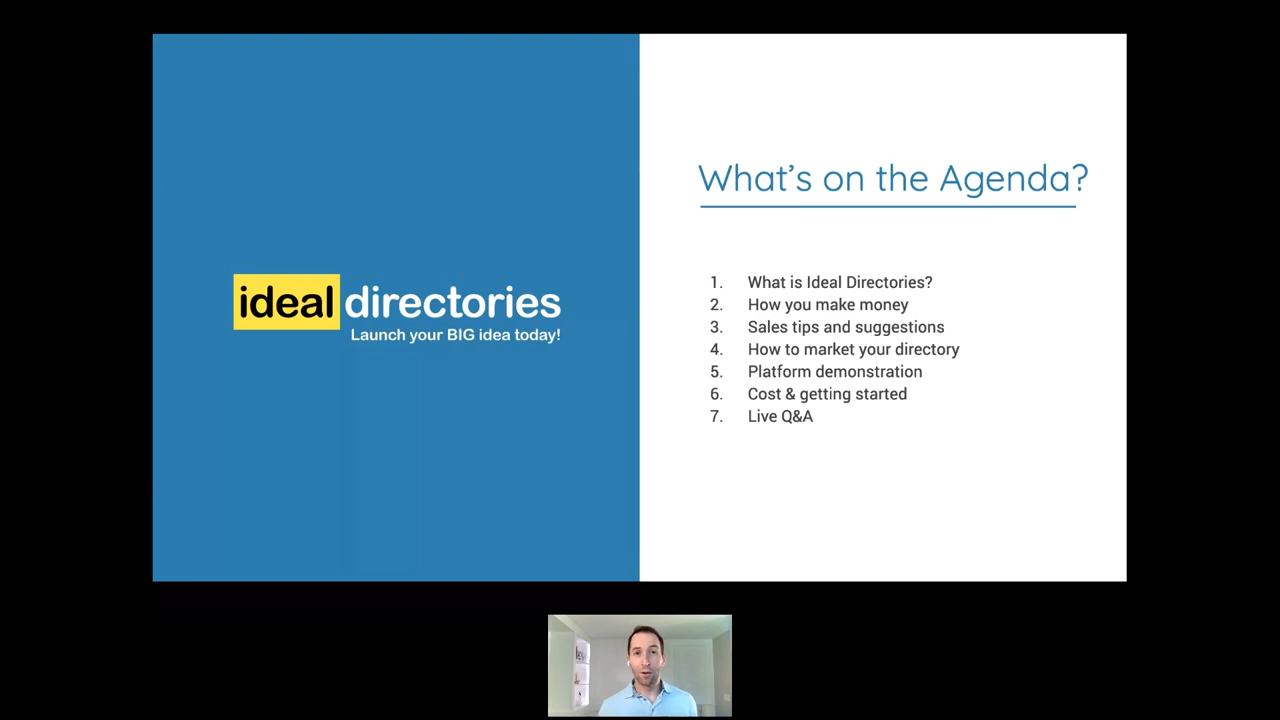 ideal directories
Launch your BIG idea today!
What's on the Agenda?
1. What is Ideal Directories?
2. How you make money
3. Sales tips and suggestions
4. How to market your directory
5. Platform demonstration
6. Cost & getting started
7. Live Q&A